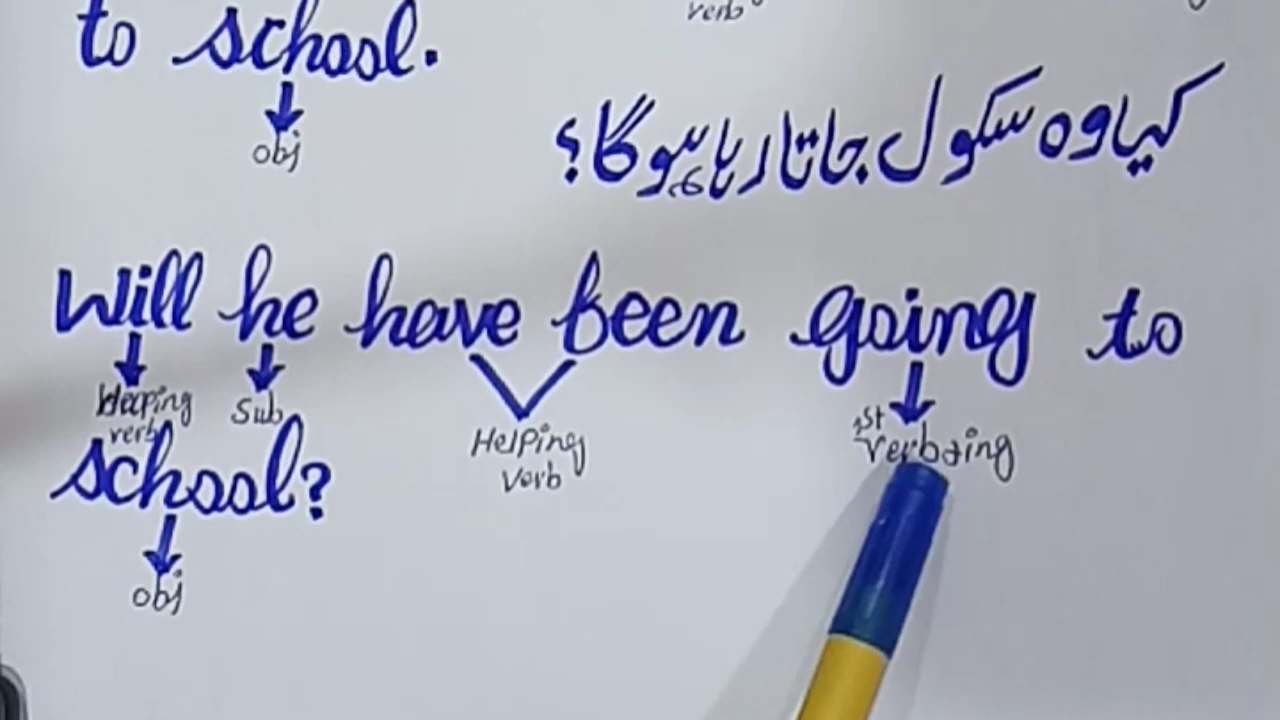 verb
to school.
obj
کیا وہ سکول جاتا رہا ہوگا؟
Will he have been going to
Helping verb
Sub
Helping verb
1st verb+ing
school?
obj